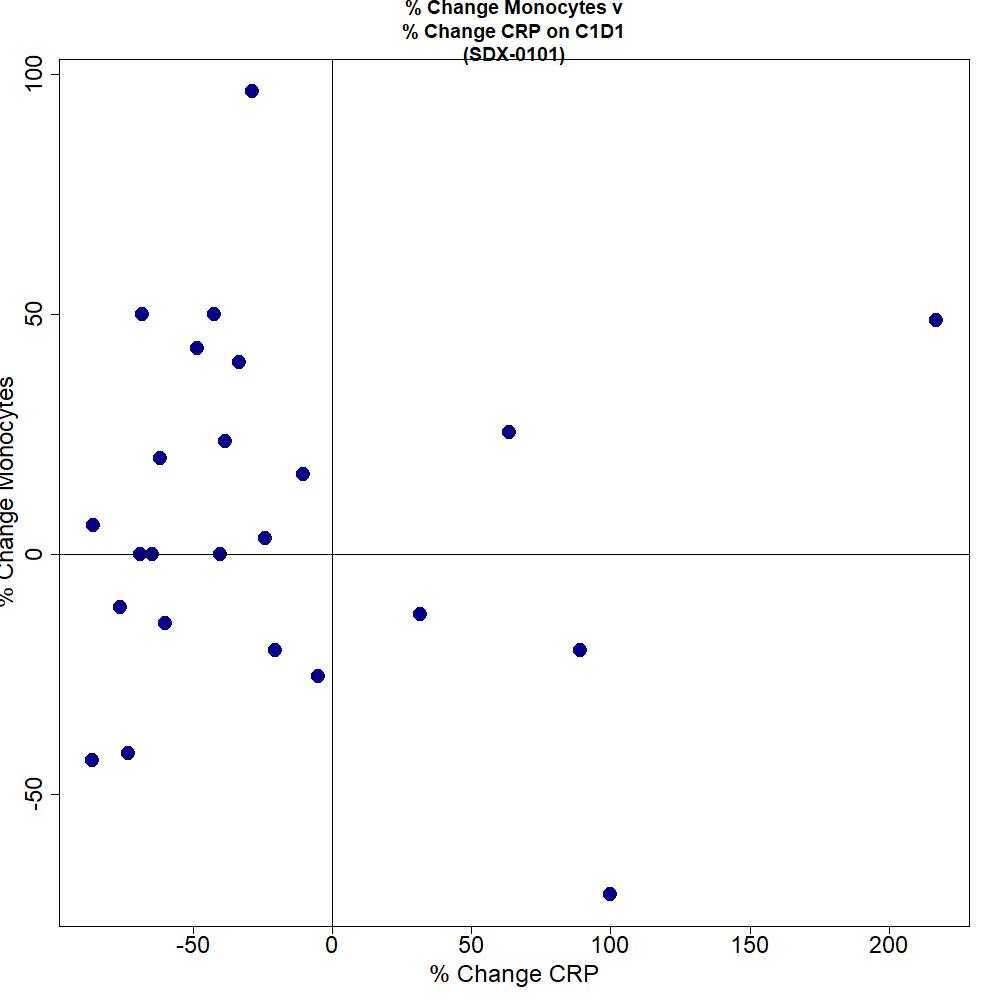 % Change Monocytes v
% Change CRP on C1D1
(SDX-0101)
100
50
0
-50
% Change Monocytes
-50 0 50 100 150 200
% Change CRP